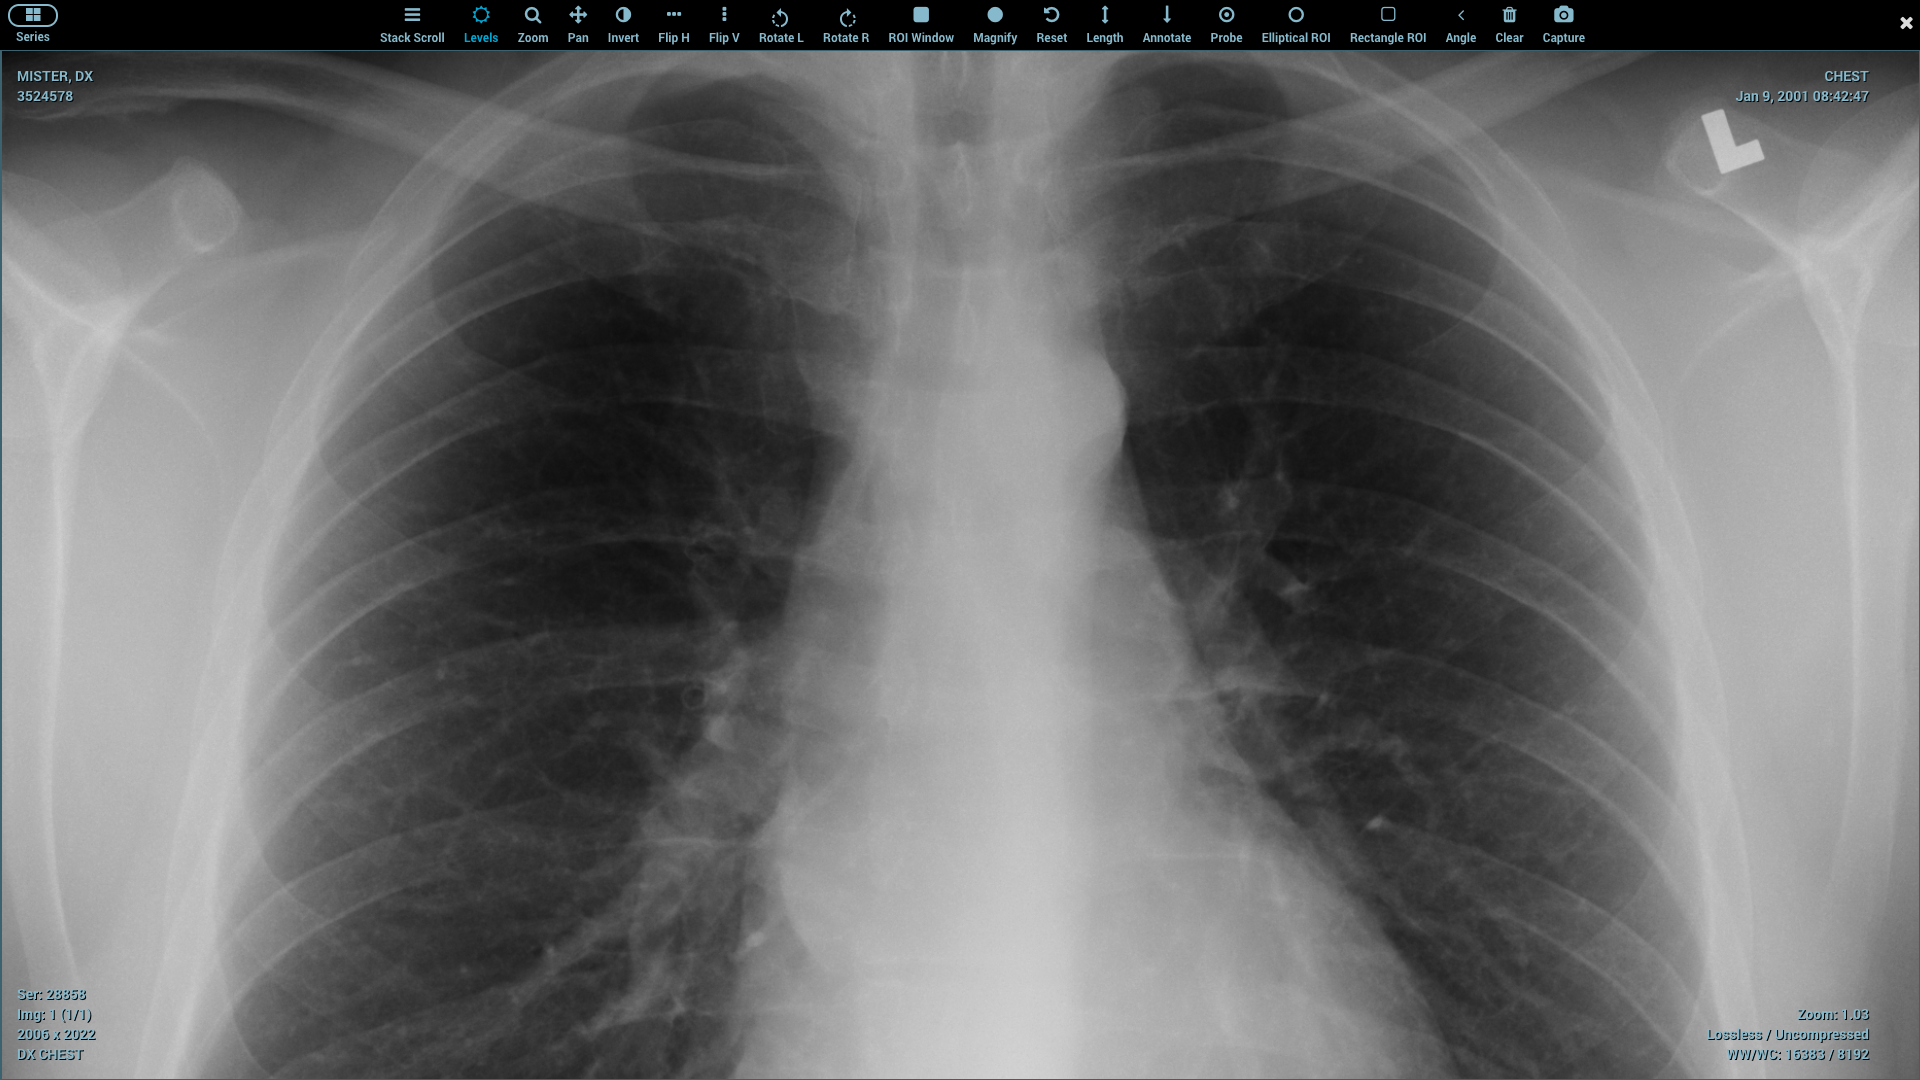 Series
Stack Scroll
Levels
Zoom
Pan
Invert
Flip H
Flip V
Rotate L
Rotate R
ROI Window
Magnify
Reset
Length
Annotate
Probe
Elliptical ROI
Rectangle ROI
Angle
Clear
Capture
MISTER, DX
3524578
CHEST
Jan 9, 2001 08:42:47
L
Ser: 28858
Img: 1 (1/1)
2006 x 2022
DX CHEST
Zoom: 1.03
Lossless / Uncompressed
WW/WC: 16383 / 8192